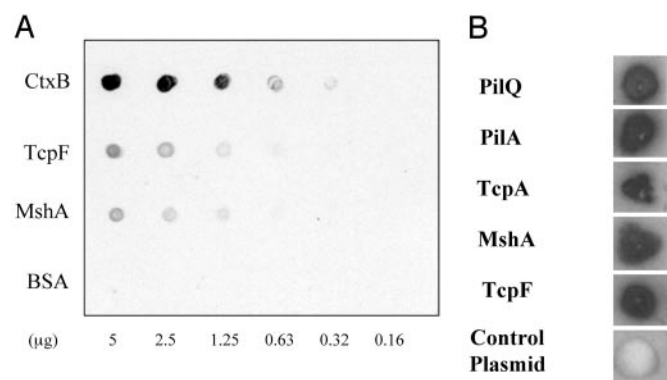 A
CtxB
TcpF
MshA
BSA
(µg) 5 2.5 1.25 0.63 0.32 0.16
B
PilQ
PilA
TcpA
MshA
TcpF
Control
Plasmid